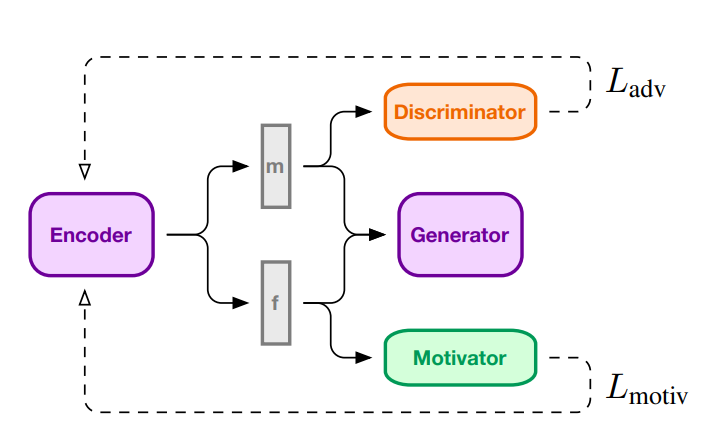 L_adv
Discriminator
m
Encoder
Generator
f
Motivator
L_motiv